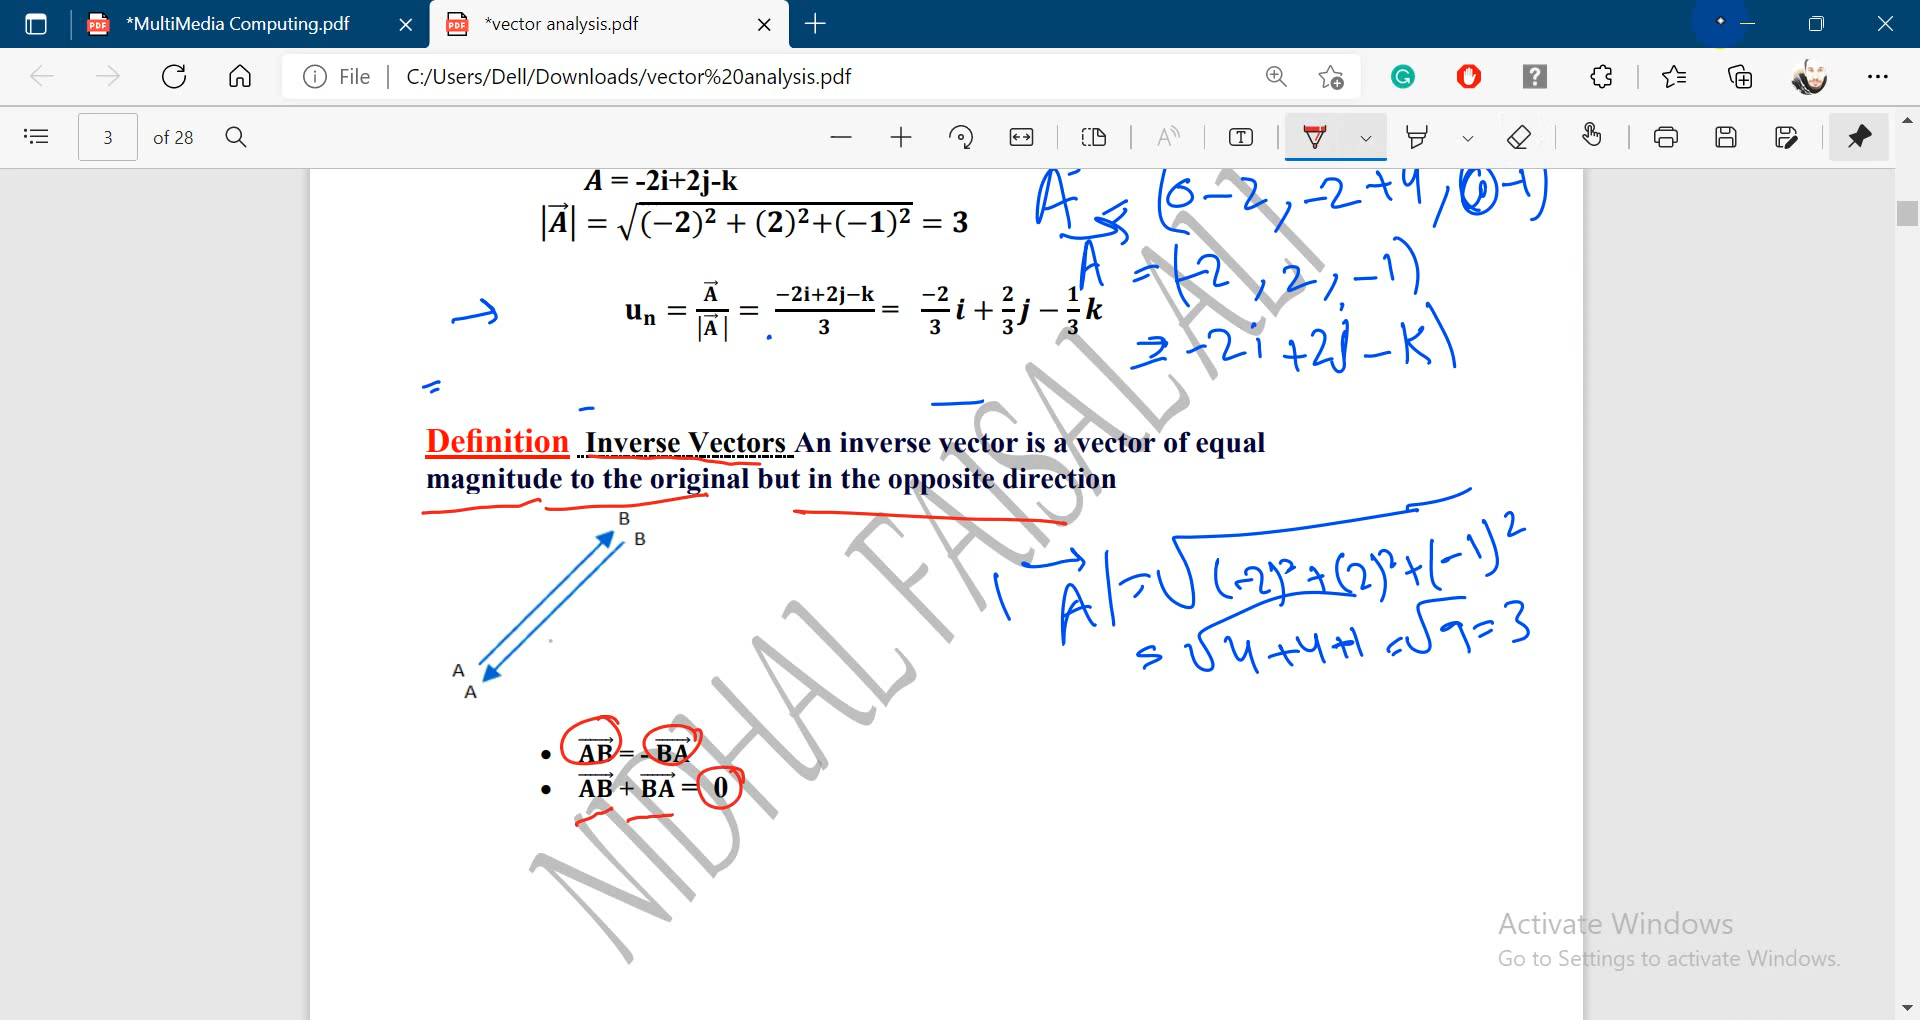 *MultiMedia Computing.pdf
*vector analysis.pdf
File C:/Users/Dell/Downloads/vector%20analysis.pdf
3 of 28
A = -2i+2j-k
|A⃗| = √((−2)² + (2)²+(−1)²) = 3
uₙ = A⃗/|A⃗| = (−2i+2j−k)/3 = −2/3 i + 2/3 j − 1/3 k
Definition Inverse Vectors An inverse vector is a vector of equal
magnitude to the original but in the opposite direction
B
B
A
A
• AB⃗ = - BA⃗
• AB⃗ + BA⃗ = 0
A = (0-2, -2+4, 0-1)
A = (-2, 2, -1)
⇒ -2i +2j - k
|A⃗| = √((-2)²+(2)²+(-1)²
= √4+4+1 = √9 = 3
NIDHAL FAISAL ALI
Activate Windows
Go to Settings to activate Windows.